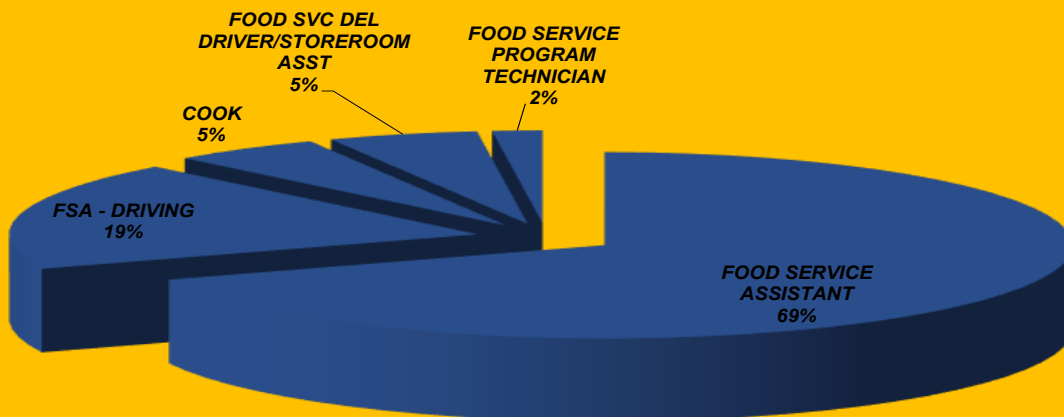 FOOD SVC DEL
DRIVER/STOREROOM
ASST
5%
FOOD SERVICE
PROGRAM
TECHNICIAN
2%
COOK
5%
FSA - DRIVING
19%
FOOD SERVICE
ASSISTANT
69%